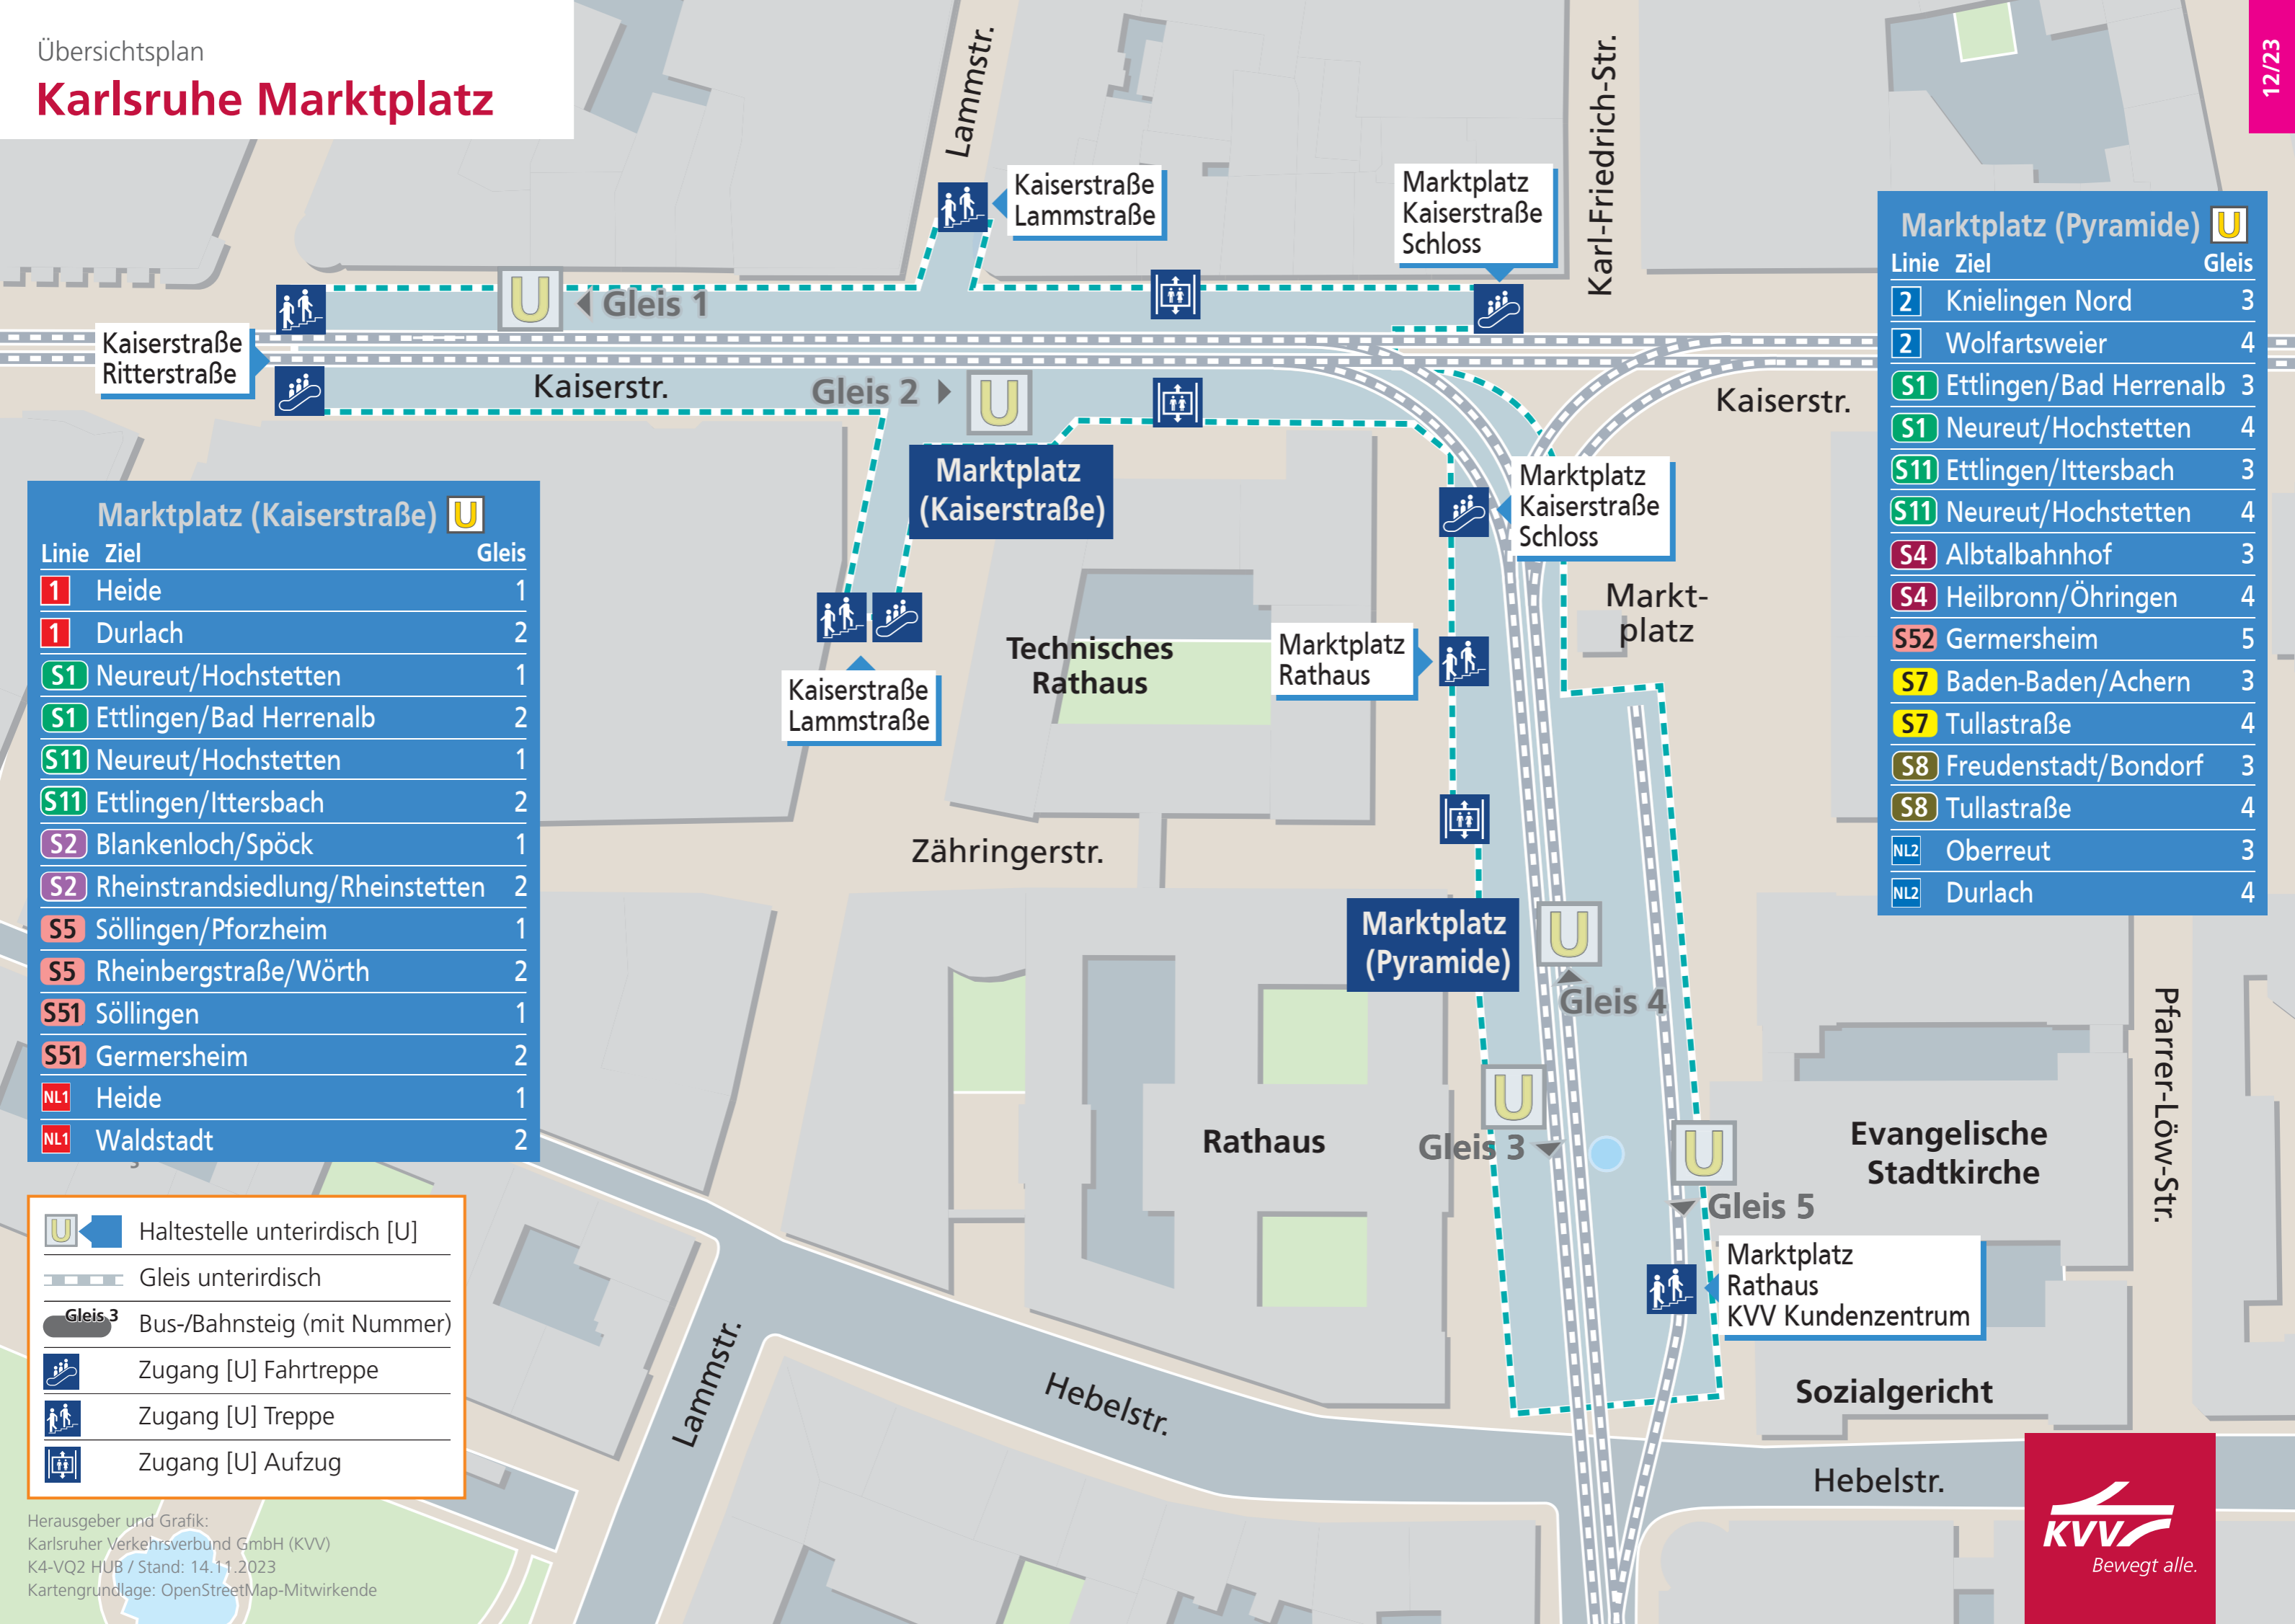 Übersichtsplan
Karlsruhe Marktplatz
12/23
Lammstr.
Karl-Friedrich-Str.
Kaiserstraße
Lammstraße
Marktplatz
Kaiserstraße
Schloss
U
Gleis 1
Kaiserstraße
Ritterstraße
Kaiserstr.
Gleis 2
U
Kaiserstr.
Marktplatz
(Kaiserstraße)
Marktplatz
Kaiserstraße
Schloss
Markt-
platz
Technisches
Rathaus
Marktplatz
Rathaus
Kaiserstraße
Lammstraße
Zähringerstr.
Marktplatz
(Pyramide)
U
Gleis 4
U
Gleis 3
U
Gleis 5
Rathaus
Evangelische
Stadtkirche
Pfarrer-Löw-Str.
Marktplatz
Rathaus
KVV Kundenzentrum
Sozialgericht
Lammstr.
Hebelstr.
Hebelstr.
Marktplatz (Kaiserstraße) U
Linie Ziel Gleis
1 Heide 1
1 Durlach 2
S1 Neureut/Hochstetten 1
S1 Ettlingen/Bad Herrenalb 2
S11 Neureut/Hochstetten 1
S11 Ettlingen/Ittersbach 2
S2 Blankenloch/Spöck 1
S2 Rheinstrandsiedlung/Rheinstetten 2
S5 Söllingen/Pforzheim 1
S5 Rheinbergstraße/Wörth 2
S51 Söllingen 1
S51 Germersheim 2
NL1 Heide 1
NL1 Waldstadt 2
Marktplatz (Pyramide) U
Linie Ziel Gleis
2 Knielingen Nord 3
2 Wolfartsweier 4
S1 Ettlingen/Bad Herrenalb 3
S1 Neureut/Hochstetten 4
S11 Ettlingen/Ittersbach 3
S11 Neureut/Hochstetten 4
S4 Albtalbahnhof 3
S4 Heilbronn/Öhringen 4
S52 Germersheim 5
S7 Baden-Baden/Achern 3
S7 Tullastraße 4
S8 Freudenstadt/Bondorf 3
S8 Tullastraße 4
NL2 Oberreut 3
NL2 Durlach 4
U Haltestelle unterirdisch [U]
Gleis unterirdisch
Gleis 3 Bus-/Bahnsteig (mit Nummer)
Zugang [U] Fahrtreppe
Zugang [U] Treppe
Zugang [U] Aufzug
Herausgeber und Grafik:
Karlsruher Verkehrsverbund GmbH (KVV)
K4-VQ2 HUB / Stand: 14.11.2023
Kartengrundlage: OpenStreetMap-Mitwirkende
KVV
Bewegt alle.